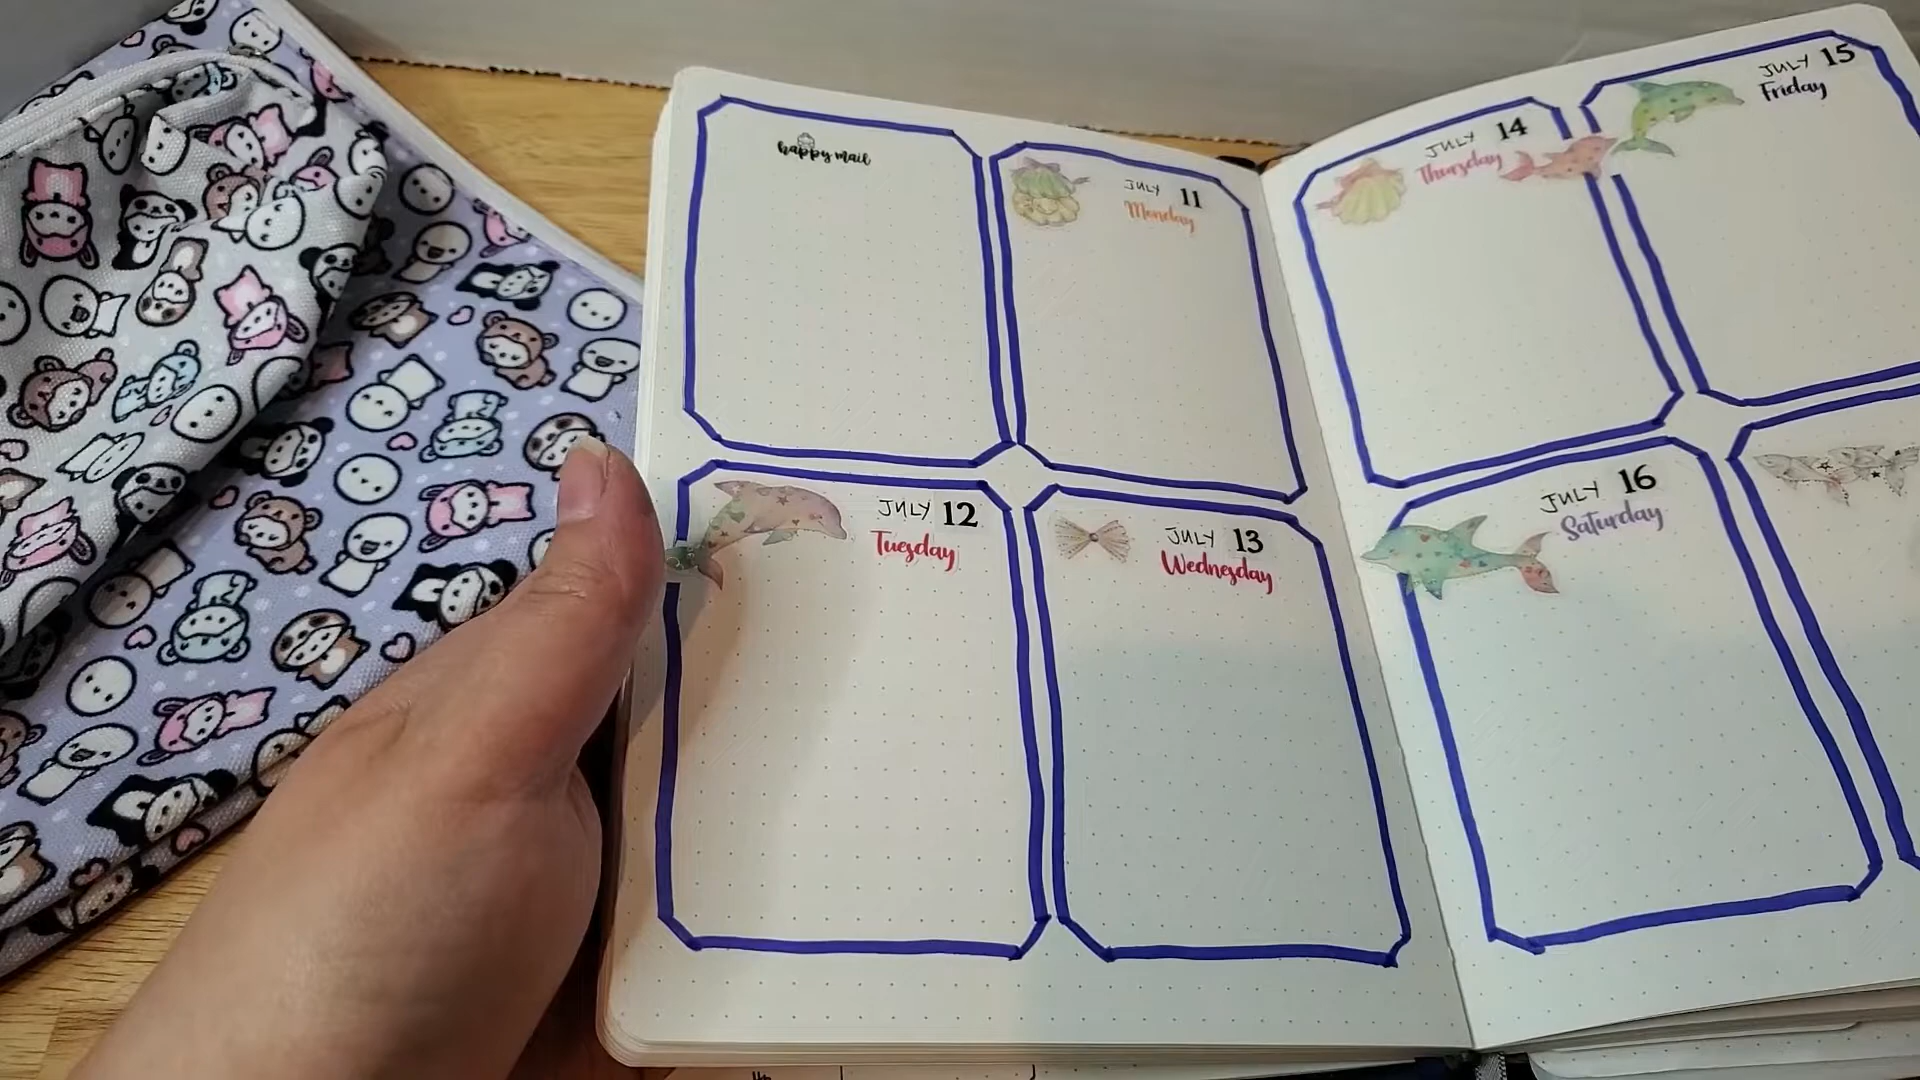 happy mail
JULY 11
Monday
JULY 12
Tuesday
JULY 13
Wednesday
JULY 14
Thursday
JULY 15
Friday
JULY 16
Saturday